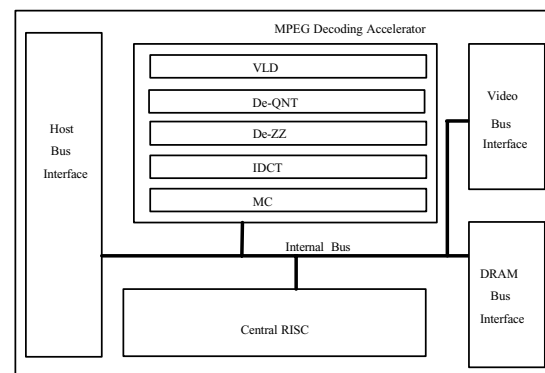 MPEG Decoding Accelerator
VLD
De-QNT
De-ZZ
IDCT
MC
Host
Bus
Interface
Video
Bus
Interface
Internal Bus
DRAM
Bus
Interface
Central RISC